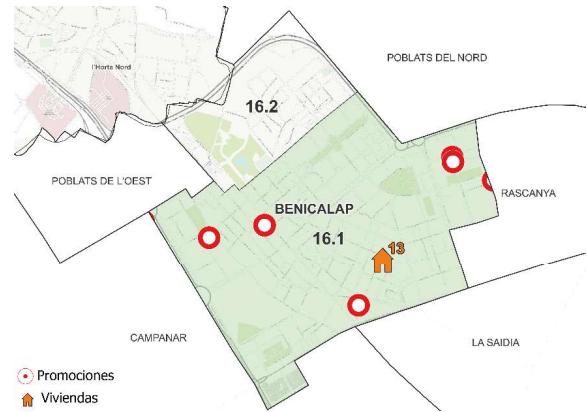 POBLATS DEL NORD
l'Horta Nord
16.2
POBLATS DE L'OEST
RASCANYA
BENICALAP
16.1
13
CAMPANAR
LA SAIDIA
Promociones
Viviendas